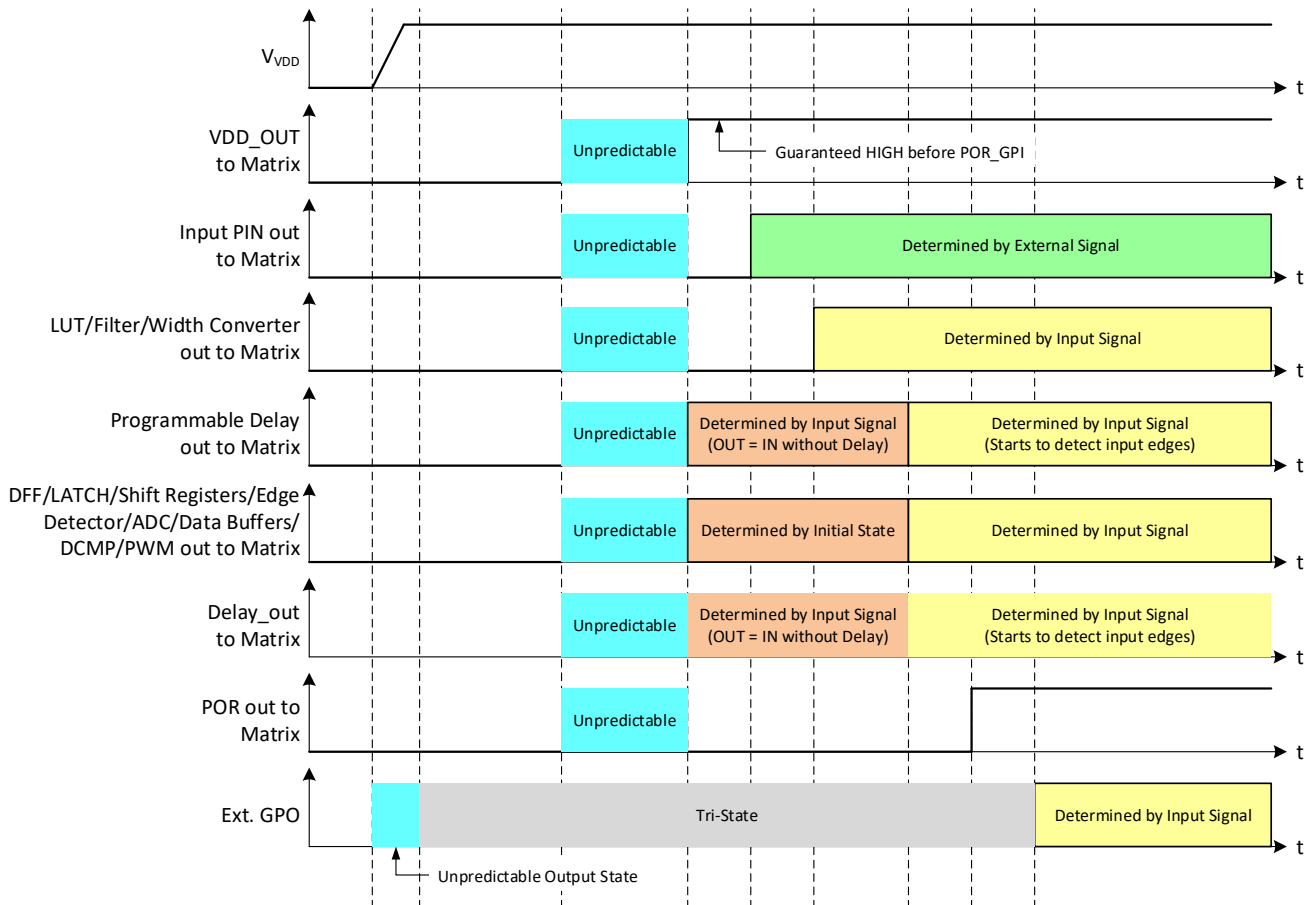 VVDD
t
VDD_OUT
to Matrix
Unpredictable
Guaranteed HIGH before POR_GPI
t
Input PIN out
to Matrix
Unpredictable
Determined by External Signal
t
LUT/Filter/Width Converter
out to Matrix
Unpredictable
Determined by Input Signal
t
Programmable Delay
out to Matrix
Unpredictable
Determined by Input Signal
(OUT = IN without Delay)
Determined by Input Signal
(Starts to detect input edges)
t
DFF/LATCH/Shift Registers/Edge
Detector/ADC/Data Buffers/
DCMP/PWM out to Matrix
Unpredictable
Determined by Initial State
Determined by Input Signal
t
Delay_out
to Matrix
Unpredictable
Determined by Input Signal
(OUT = IN without Delay)
Determined by Input Signal
(Starts to detect input edges)
t
POR out to
Matrix
Unpredictable
t
Ext. GPO
Tri-State
Determined by Input Signal
t
Unpredictable Output State